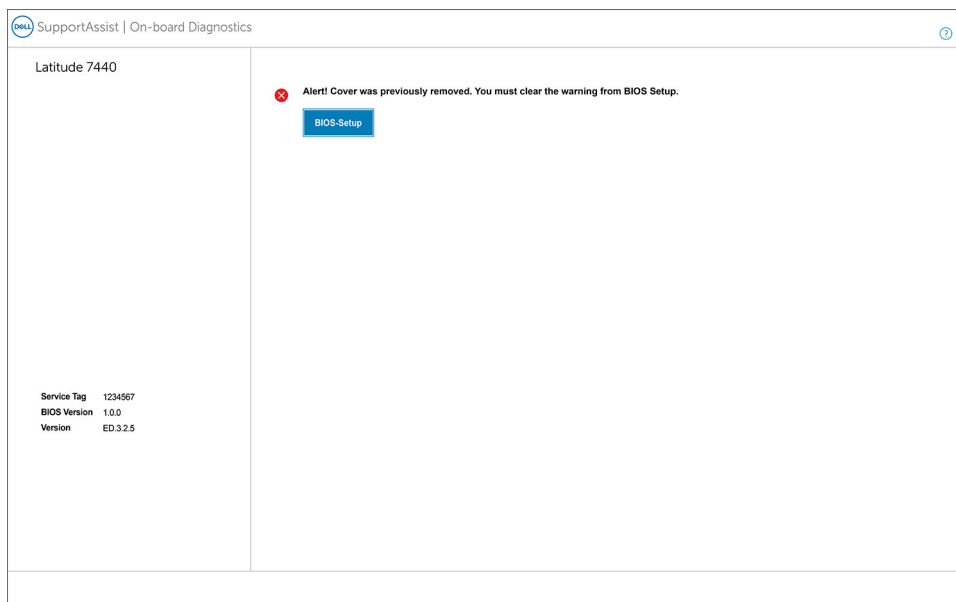 DELL SupportAssist | On-board Diagnostics
?
Latitude 7440
Alert! Cover was previously removed. You must clear the warning from BIOS Setup.
BIOS-Setup
Service Tag 1234567
BIOS Version 1.0.0
Version ED.3.2.5